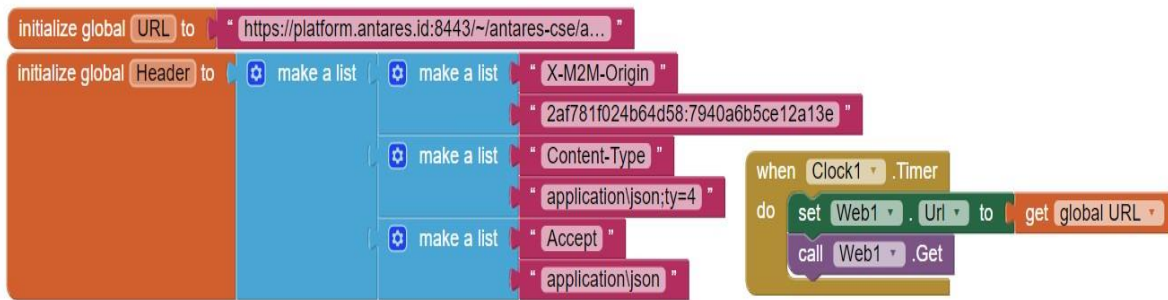 initialize global URL to " https://platform.antares.id:8443/~/antares-cse/a... "
initialize global Header to make a list make a list " X-M2M-Origin "
" 2af781f024b64d58:7940a6b5ce12a13e "
make a list " Content-Type "
" application\json;ty=4 "
make a list " Accept "
" application\json "
when Clock1 .Timer
do set Web1 . Url to get global URL
call Web1 .Get